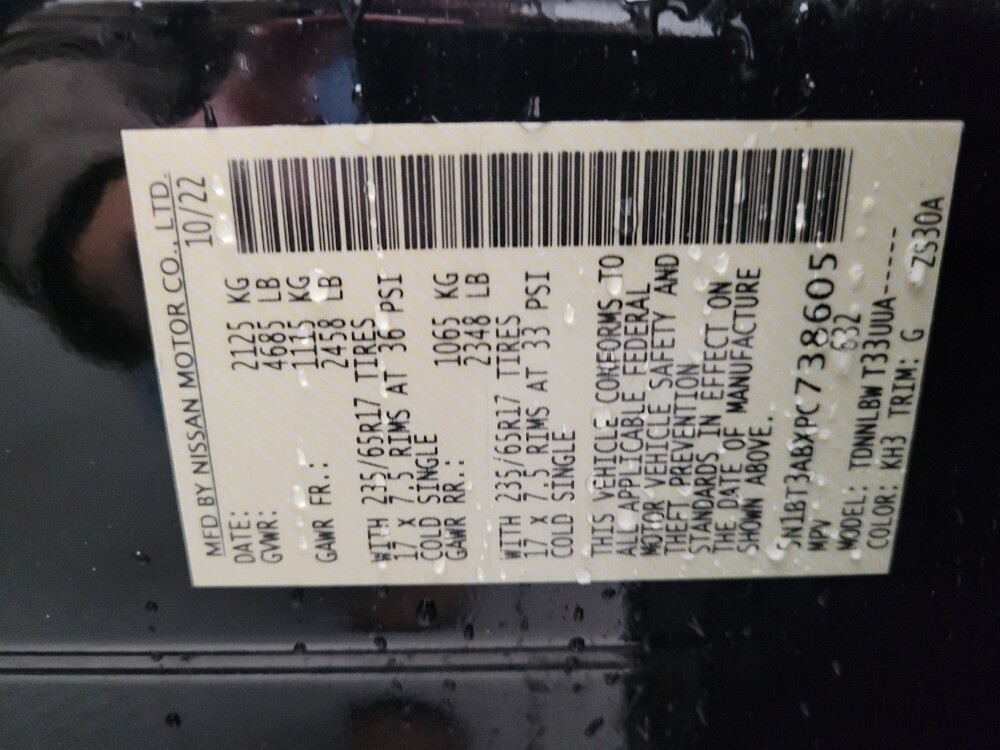 MFD BY NISSAN MOTOR CO., LTD.
DATE: 10/22
GVWR: 2125 KG
4685 LB
GAWR FR.: 1115 KG
2458 LB
WITH 235/65R17 TIRES
17 X 7.5 RIMS AT 36 PSI
COLD SINGLE
GAWR RR.: 1065 KG
2348 LB
WITH 235/65R17 TIRES
17 X 7.5 RIMS AT 33 PSI
COLD SINGLE
THIS VEHICLE CONFORMS TO
ALL APPLICABLE FEDERAL
MOTOR VEHICLE SAFETY AND
THEFT PREVENTION
STANDARDS IN EFFECT ON
THE DATE OF MANUFACTURE
SHOWN ABOVE.
5N1BT3ABXPC738605
MPV 632
MODEL: TDNNLBW T33UUA-----
COLOR: KH3 TRIM: G ZS30A